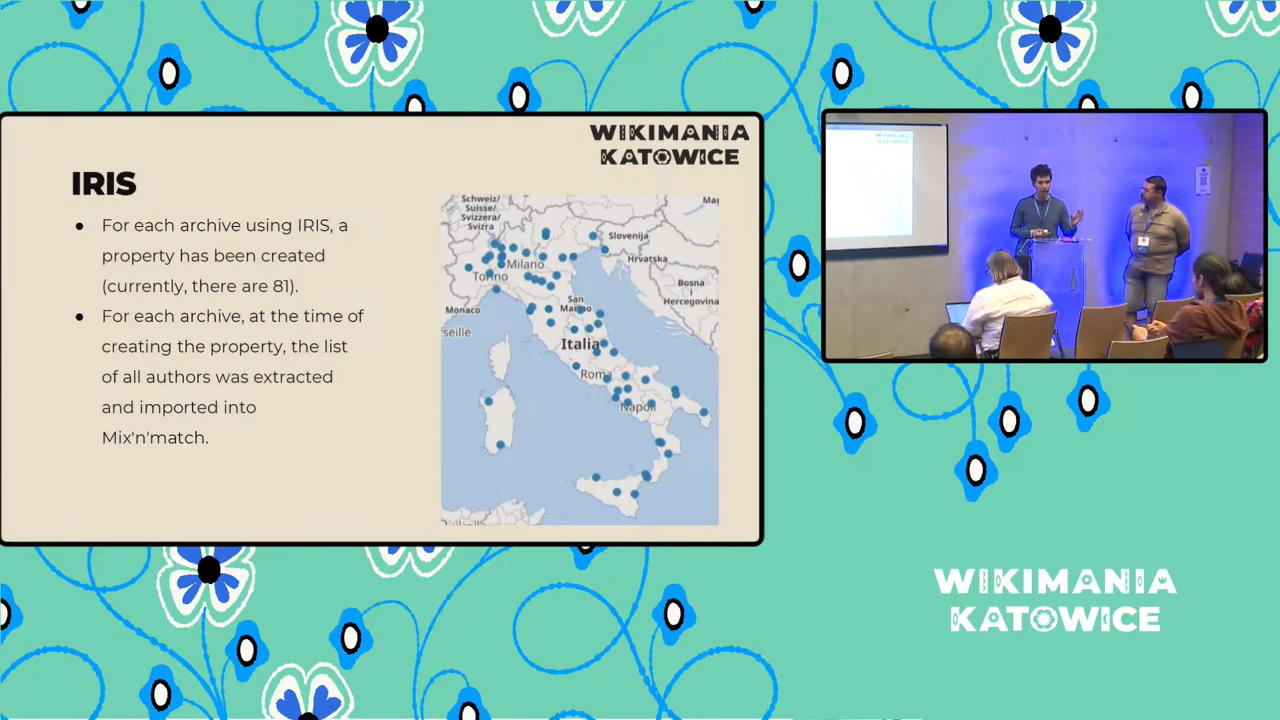 WIKIMANIA
KATOWICE
IRIS
● For each archive using IRIS, a
property has been created
(currently, there are 81).
● For each archive, at the time of
creating the property, the list
of all authors was extracted
and imported into
Mix'n'match.
Schweiz/
Suisse/
Svizzera/
Svizra
Slovenija
Milano
Hrvatska
Torino
Bosna
i
Hercegovina
San
Marino
Monaco
seille
Italia
Roma
Napoli
WIKIMANIA
KATOWICE